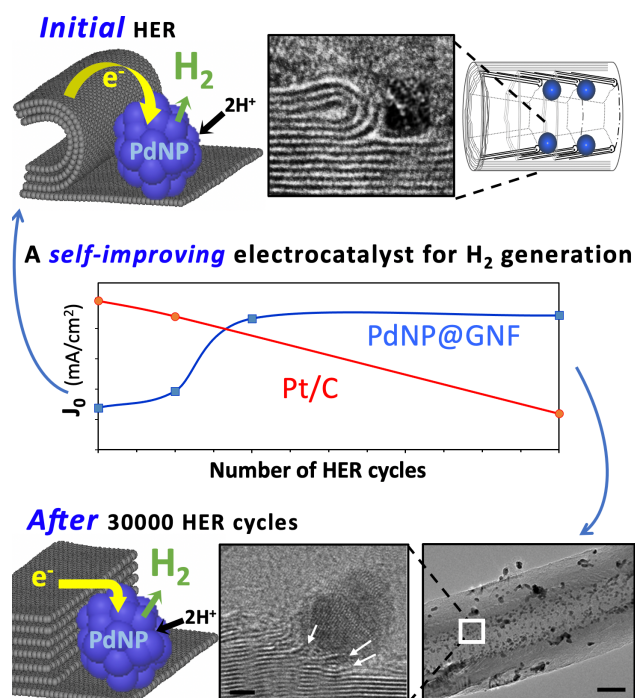 Initial HER
e⁻
H₂
2H⁺
PdNP
A self-improving electrocatalyst for H₂ generation
J₀ (mA/cm²)
PdNP@GNF
Pt/C
Number of HER cycles
After 30000 HER cycles
e⁻
H₂
2H⁺
PdNP